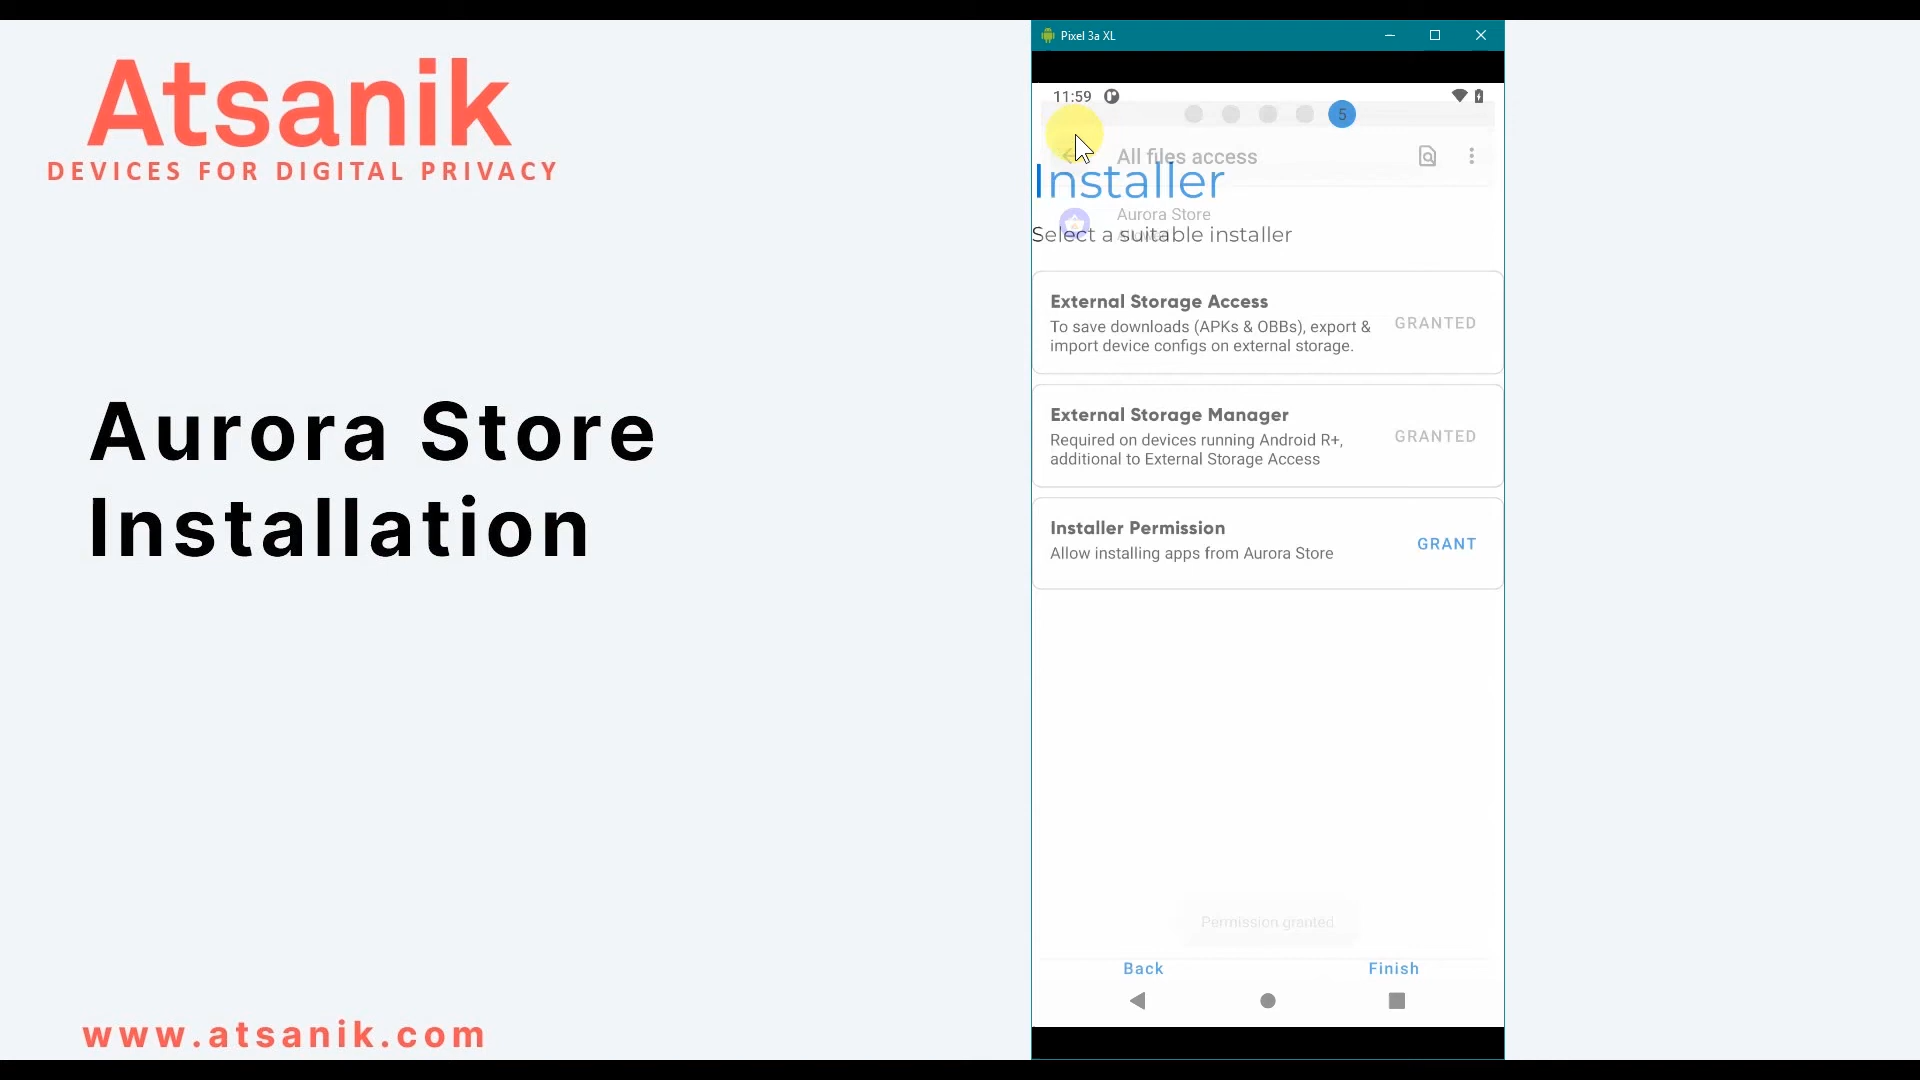 Atsanik
DEVICES FOR DIGITAL PRIVACY
Aurora Store
Installation
www.atsanik.com
Pixel 3a XL
11:59
5
All files access
Installer
Aurora Store
Select a suitable installer
External Storage Access
To save downloads (APKs & OBBs), export &
import device configs on external storage.
GRANTED
External Storage Manager
Required on devices running Android R+,
additional to External Storage Access
GRANTED
Installer Permission
Allow installing apps from Aurora Store
GRANT
Permission granted
Back
Finish